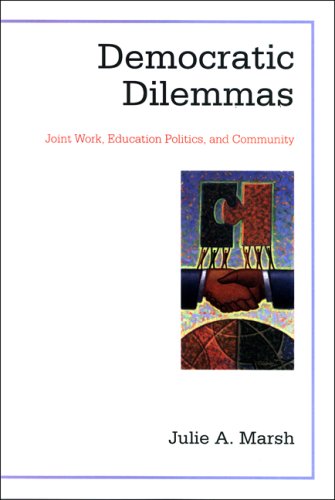 Democratic
Dilemmas
Joint Work, Education Politics, and Community
Julie A. Marsh